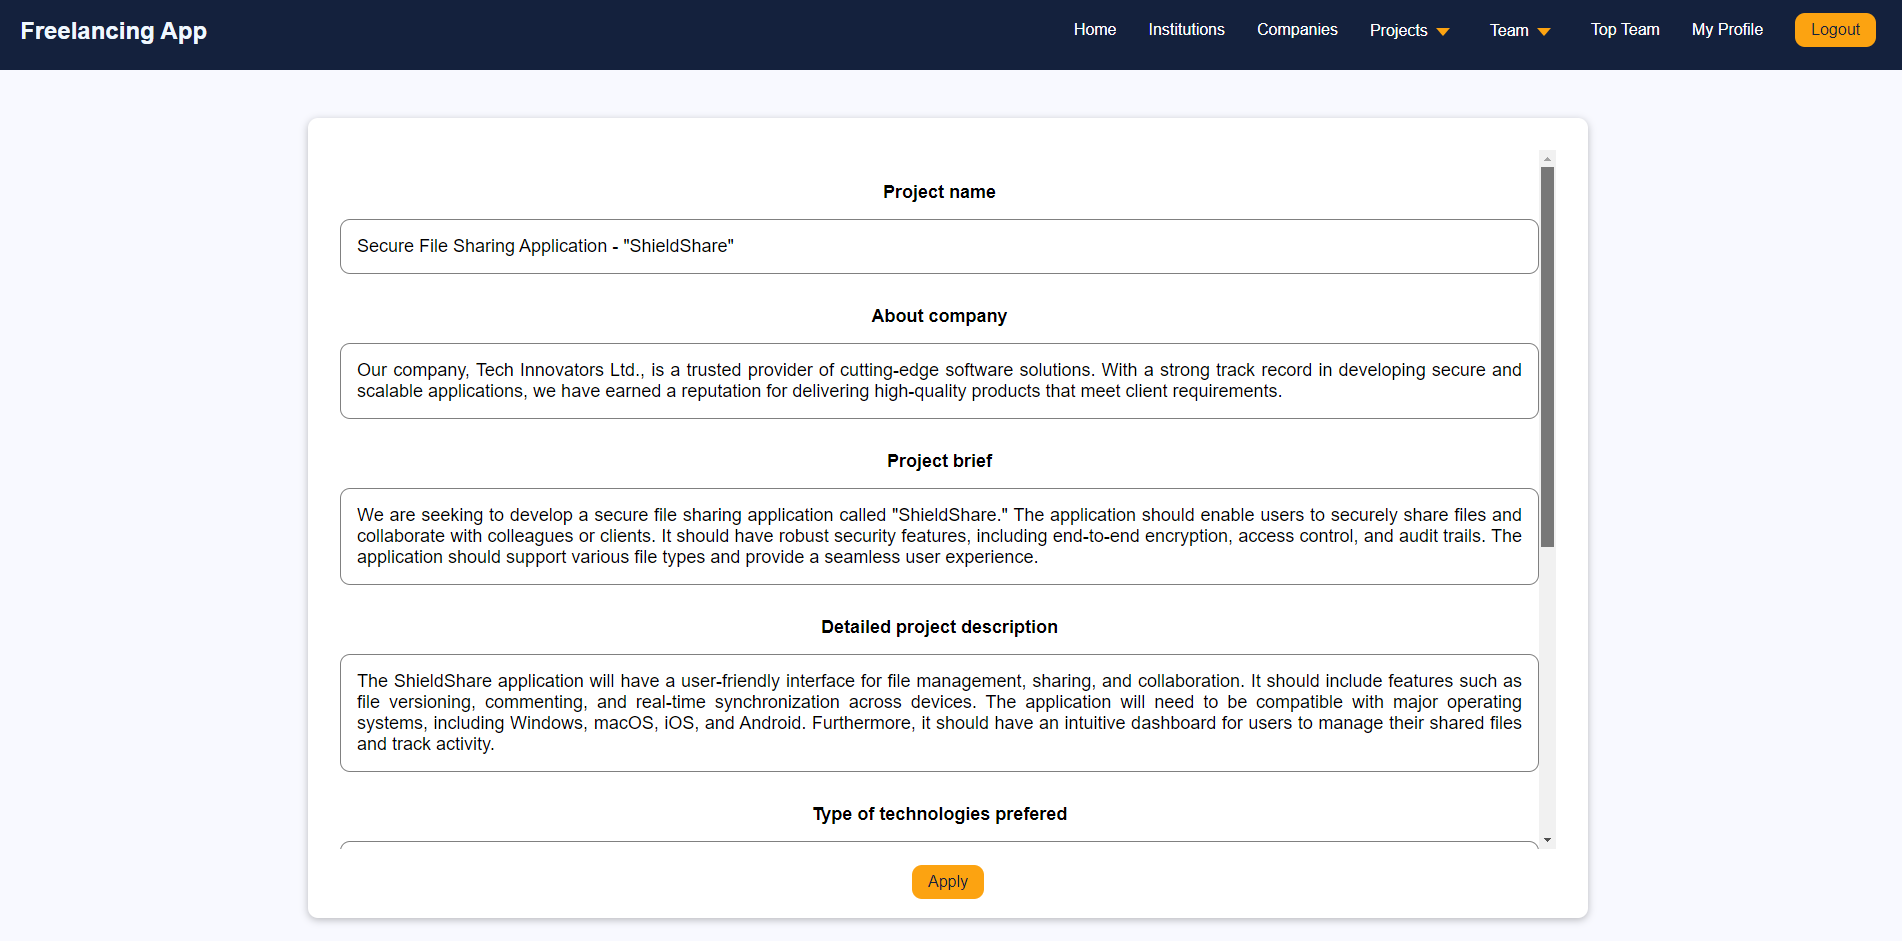 Freelancing App
Home Institutions Companies Projects Team Top Team My Profile Logout
Project name
Secure File Sharing Application - "ShieldShare"
About company
Our company, Tech Innovators Ltd., is a trusted provider of cutting-edge software solutions. With a strong track record in developing secure and
scalable applications, we have earned a reputation for delivering high-quality products that meet client requirements.
Project brief
We are seeking to develop a secure file sharing application called "ShieldShare." The application should enable users to securely share files and
collaborate with colleagues or clients. It should have robust security features, including end-to-end encryption, access control, and audit trails. The
application should support various file types and provide a seamless user experience.
Detailed project description
The ShieldShare application will have a user-friendly interface for file management, sharing, and collaboration. It should include features such as
file versioning, commenting, and real-time synchronization across devices. The application will need to be compatible with major operating
systems, including Windows, macOS, iOS, and Android. Furthermore, it should have an intuitive dashboard for users to manage their shared files
and track activity.
Type of technologies prefered
Apply